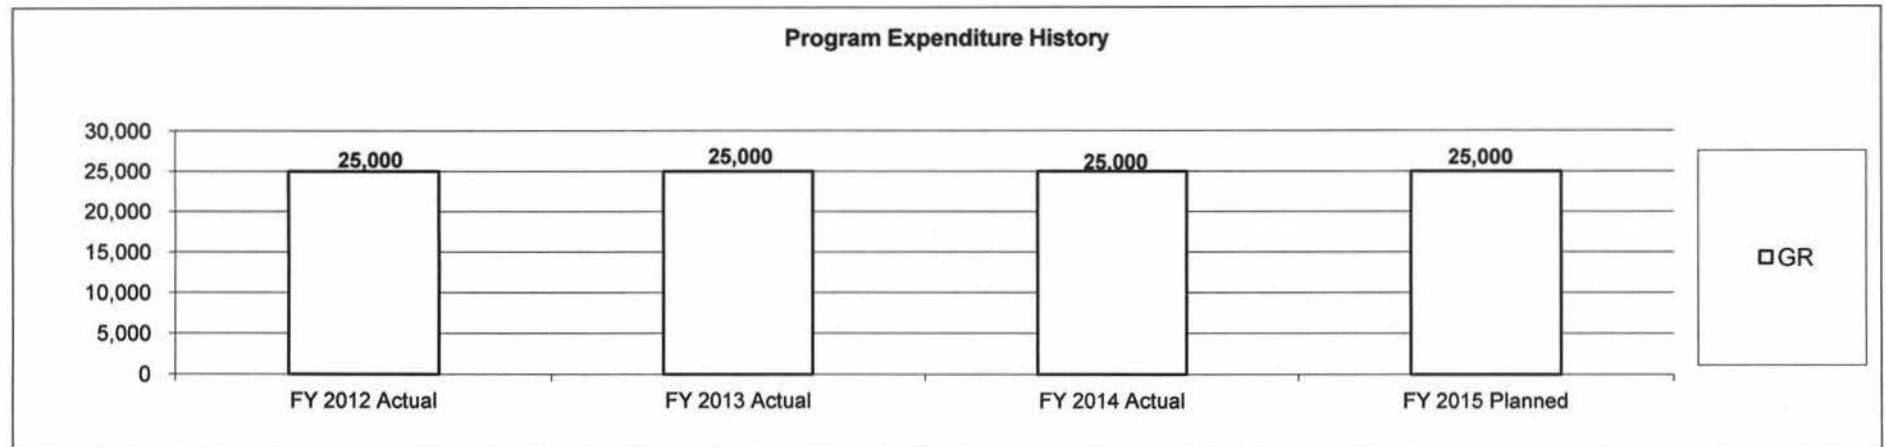 Program Expenditure History
30,000
25,000
20,000
15,000
10,000
5,000
0
25,000
25,000
25,000
25,000
FY 2012 Actual
FY 2013 Actual
FY 2014 Actual
FY 2015 Planned
GR